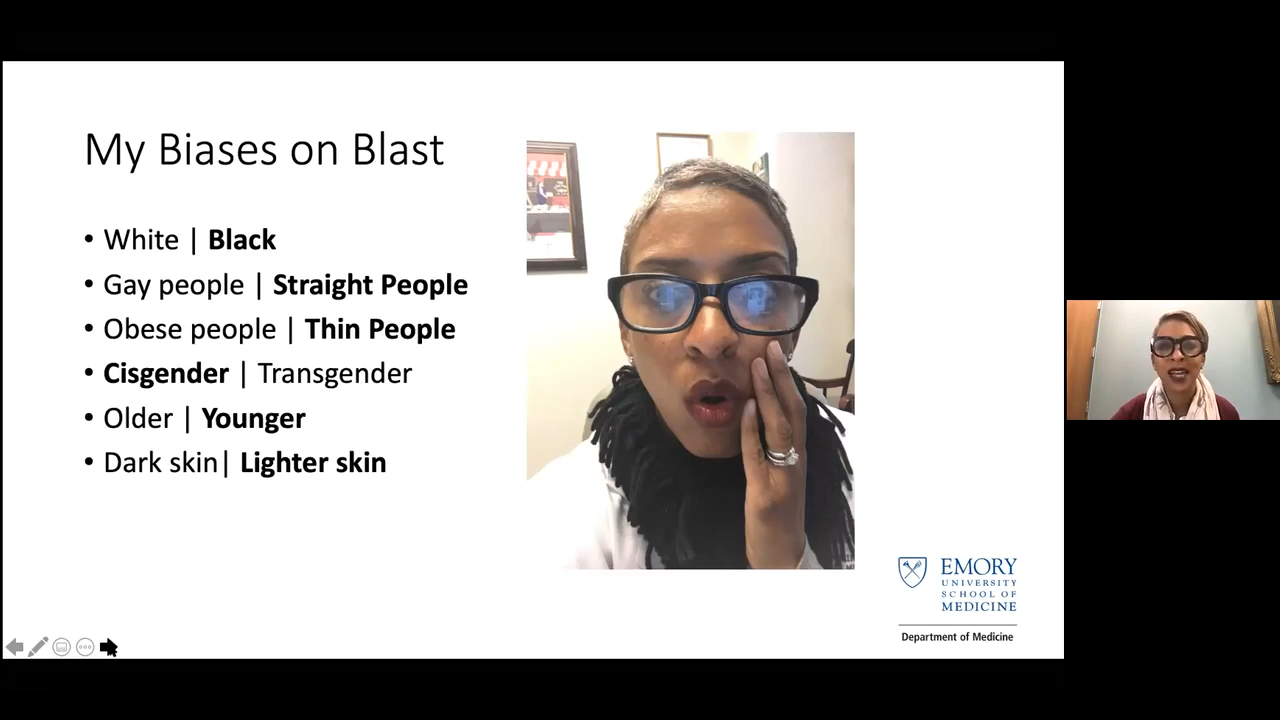 My Biases on Blast
• White | Black
• Gay people | Straight People
• Obese people | Thin People
• Cisgender | Transgender
• Older | Younger
• Dark skin| Lighter skin
EMORY
UNIVERSITY
SCHOOL OF
MEDICINE
Department of Medicine